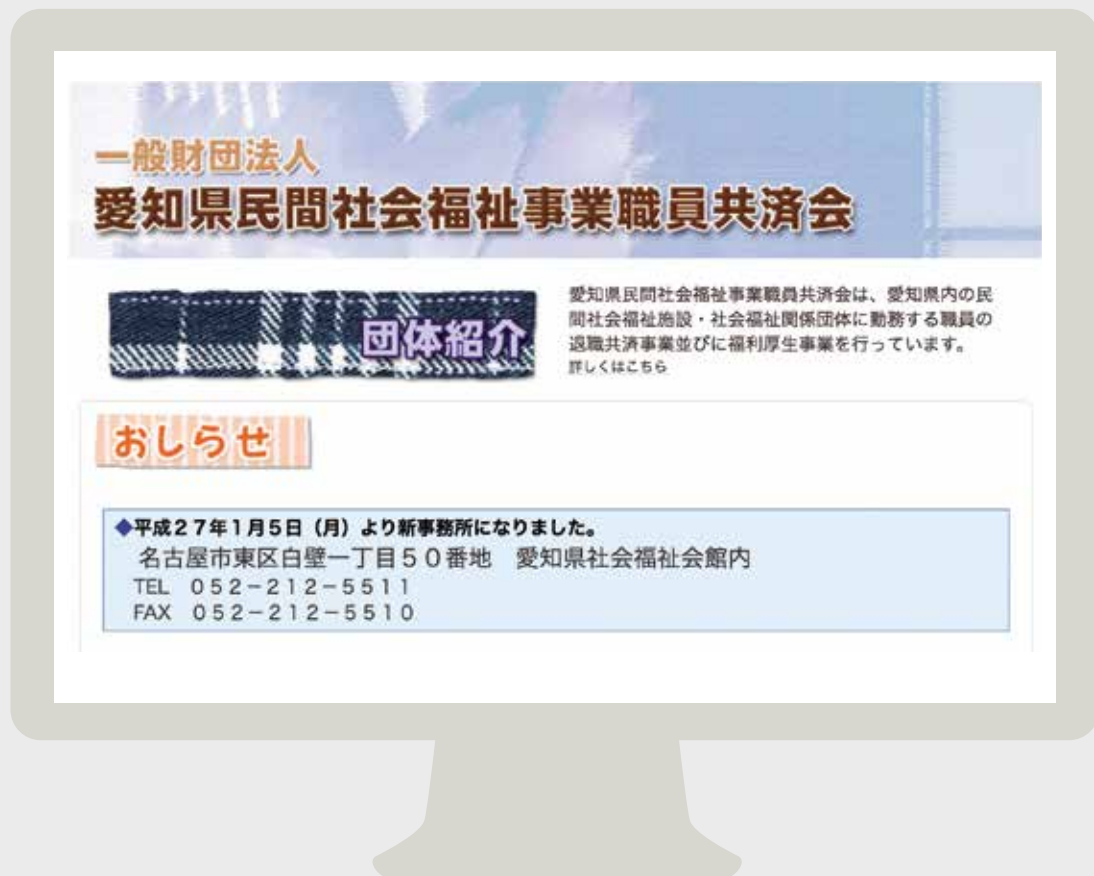 一般財団法人
愛知県民間社会福祉事業職員共済会
団体紹介
愛知県民間社会福祉事業職員共済会は、愛知県内の民
間社会福祉施設・社会福祉関係団体に勤務する職員の
退職共済事業並びに福利厚生事業を行っています。
詳しくはこちら
おしらせ
◆平成27年1月5日（月）より新事務所になりました。
名古屋市東区白壁一丁目50番地　愛知県社会福祉会館内
TEL　052－212－5511
FAX　052－212－5510